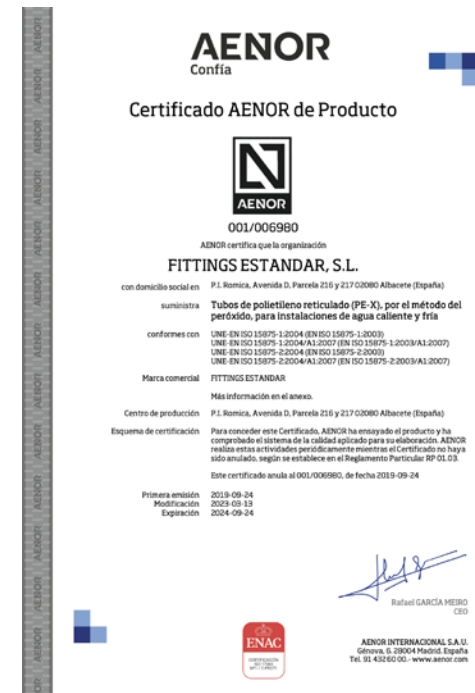 AENOR
Confía
Certificado AENOR de Producto
AENOR
001/006980
AENOR certifica que la organización
FITTINGS ESTANDAR, S.L.
con domicilio social en P.I. Romica, Avenida D, Parcela 216 y 217 02080 Albacete (España)
suministra Tubos de polietileno reticulado (PE-X), por el método del
peróxido, para instalaciones de agua caliente y fría
conformes con UNE-EN ISO 15875-1:2004 (EN ISO 15875-1:2003)
UNE-EN ISO 15875-1:2004/A1:2007 (EN ISO 15875-1:2003/A1:2007)
UNE-EN ISO 15875-2:2004 (EN ISO 15875-2:2003)
UNE-EN ISO 15875-2:2004/A1:2007 (EN ISO 15875-2:2003/A1:2007)
Marca comercial FITTINGS ESTANDAR
Más información en el anexo.
Centro de producción P.I. Romica, Avenida D, Parcela 216 y 217 02080 Albacete (España)
Esquema de certificación Para conceder este Certificado, AENOR ha ensayado el producto y ha
comprobado el sistema de la calidad aplicado para su elaboración. AENOR
realiza estas actividades periódicamente mientras el Certificado no haya
sido anulado, según se establece en el Reglamento Particular RP 01.03.
Este certificado anula al 001/006980, de fecha 2019-09-24
Primera emisión 2019-09-24
Modificación 2023-03-13
Expiración 2024-09-24
Rafael GARCÍA MEIRO
CEO
ENAC
CERTIFICACIÓN
AENOR INTERNACIONAL S.A.U.
Génova, 6. 28004 Madrid. España
Tel. 91 432 60 00.- www.aenor.com